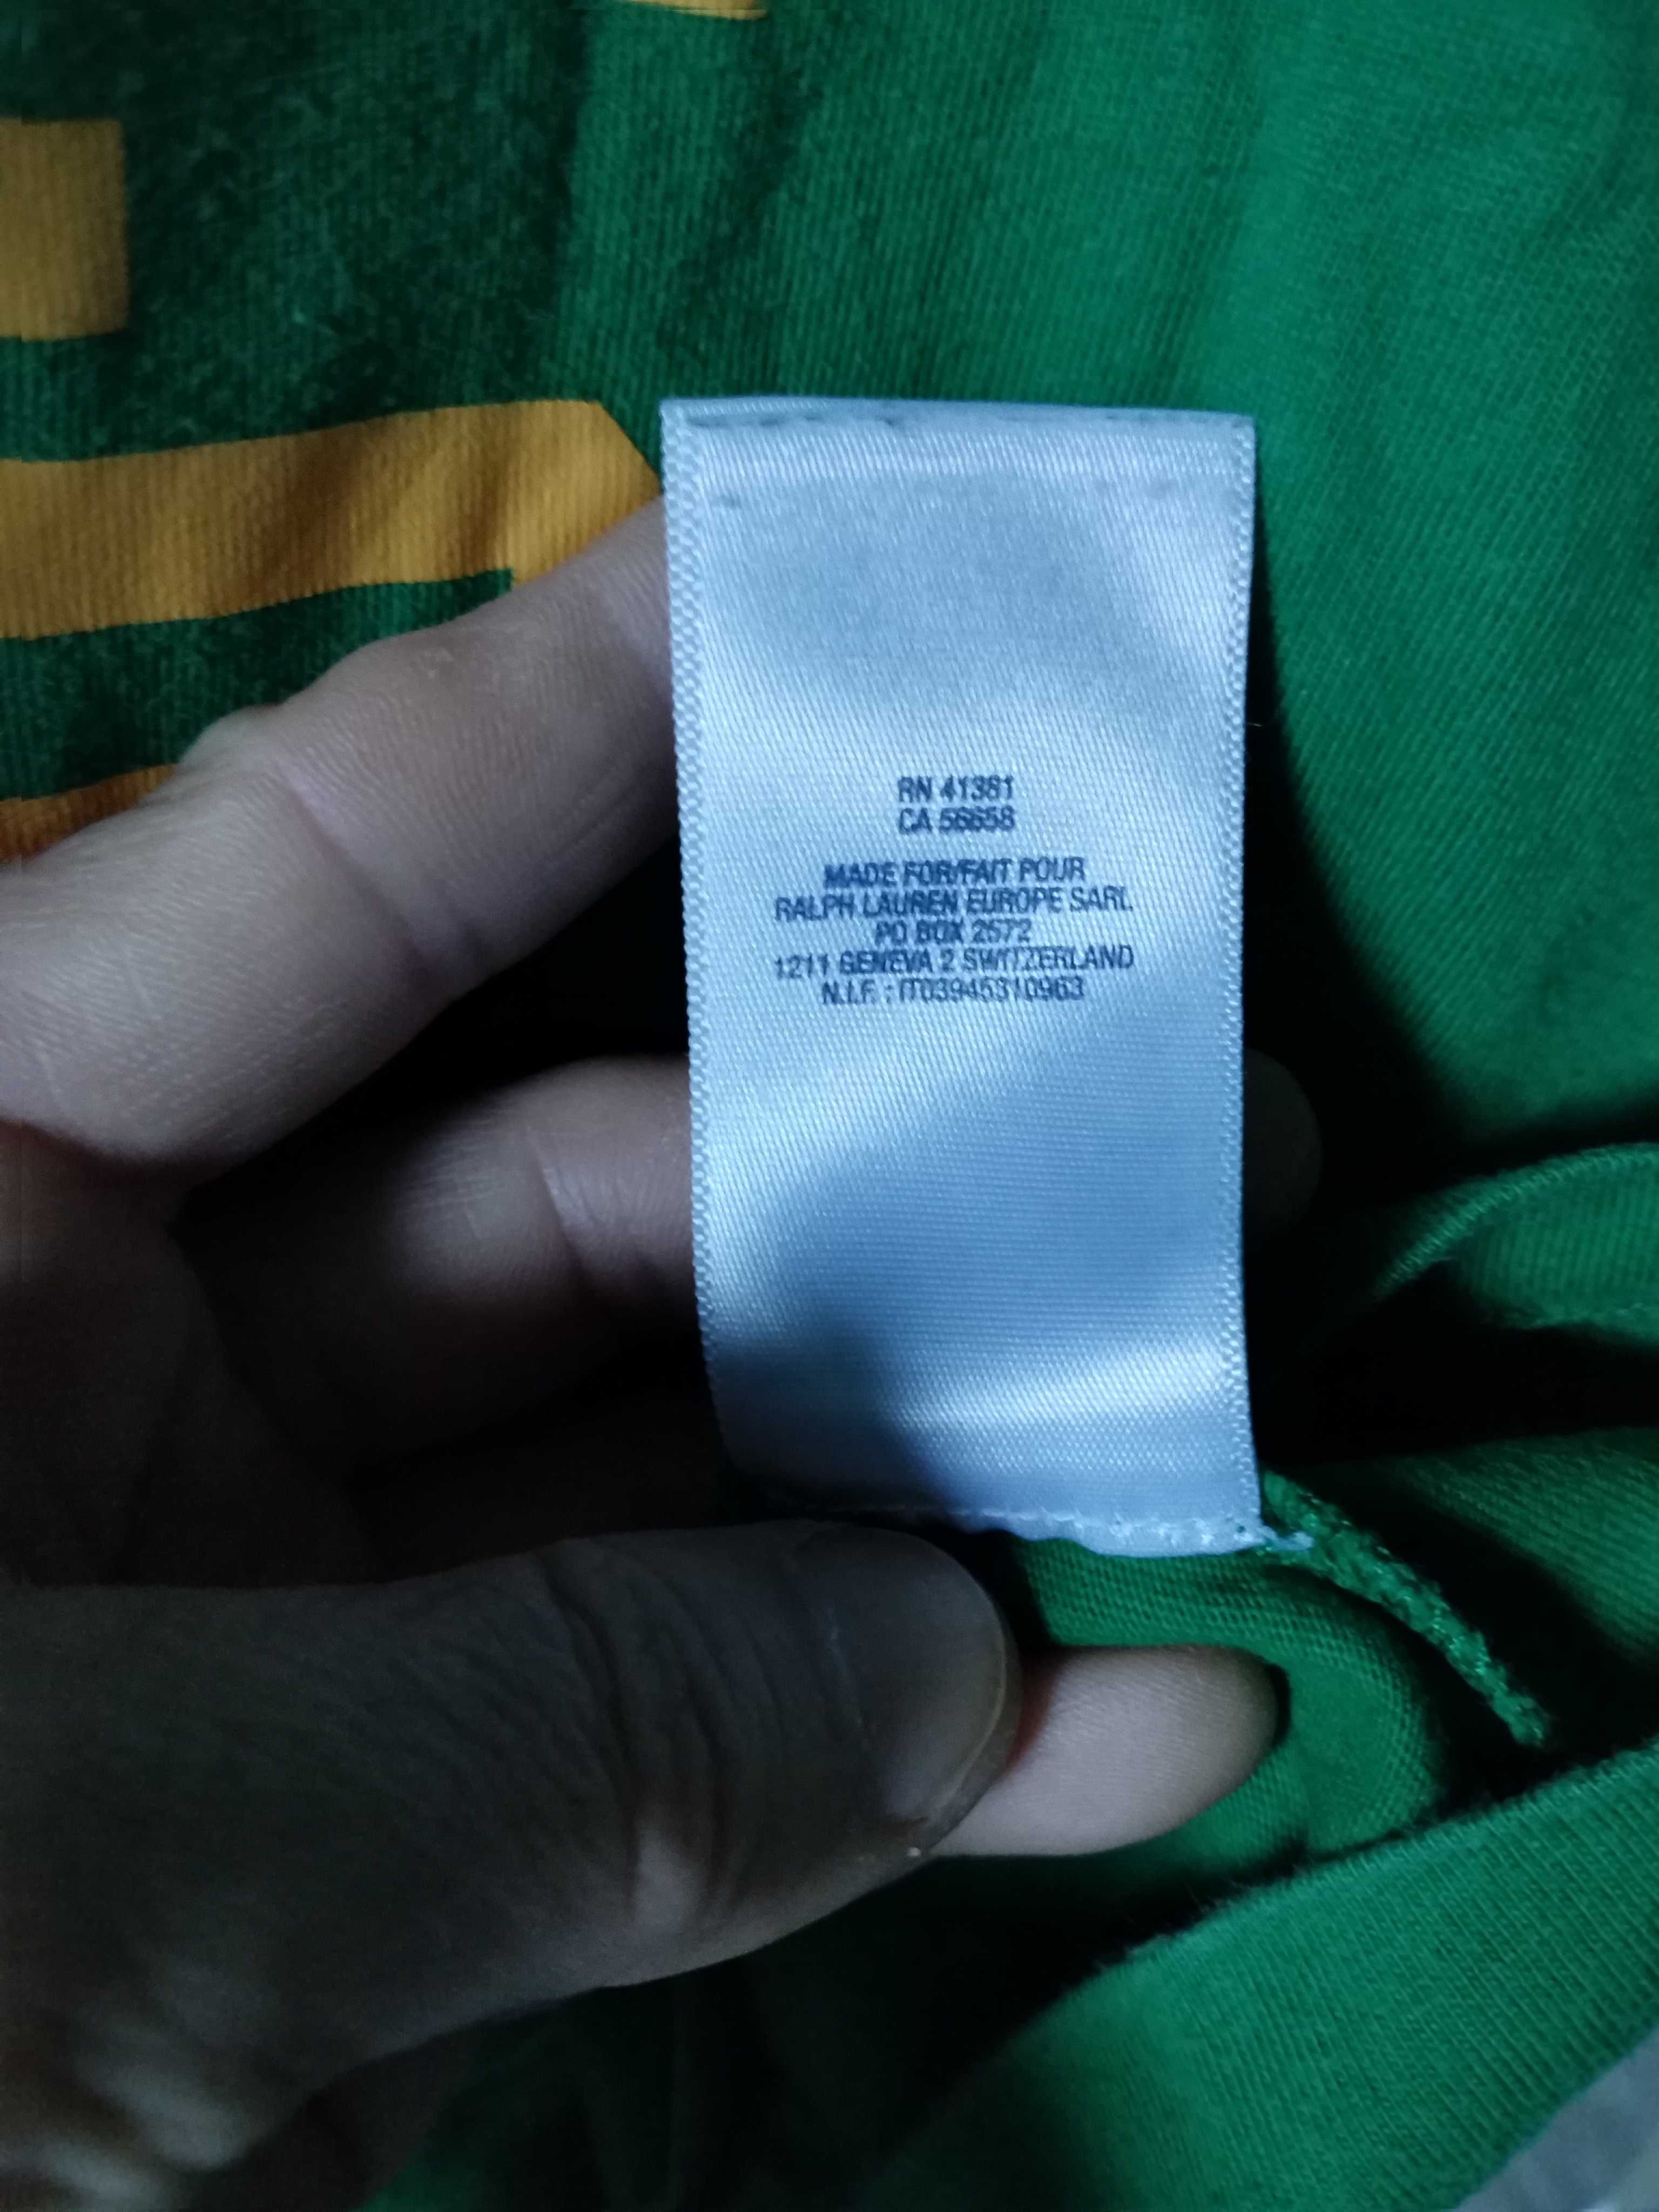 RN 41381
CA 56658
MADE FOR/FAIT POUR
RALPH LAUREN EUROPE SARL
PO BOX 2572
1211 GENEVA 2 SWITZERLAND
N.I.F. : IT03945310963